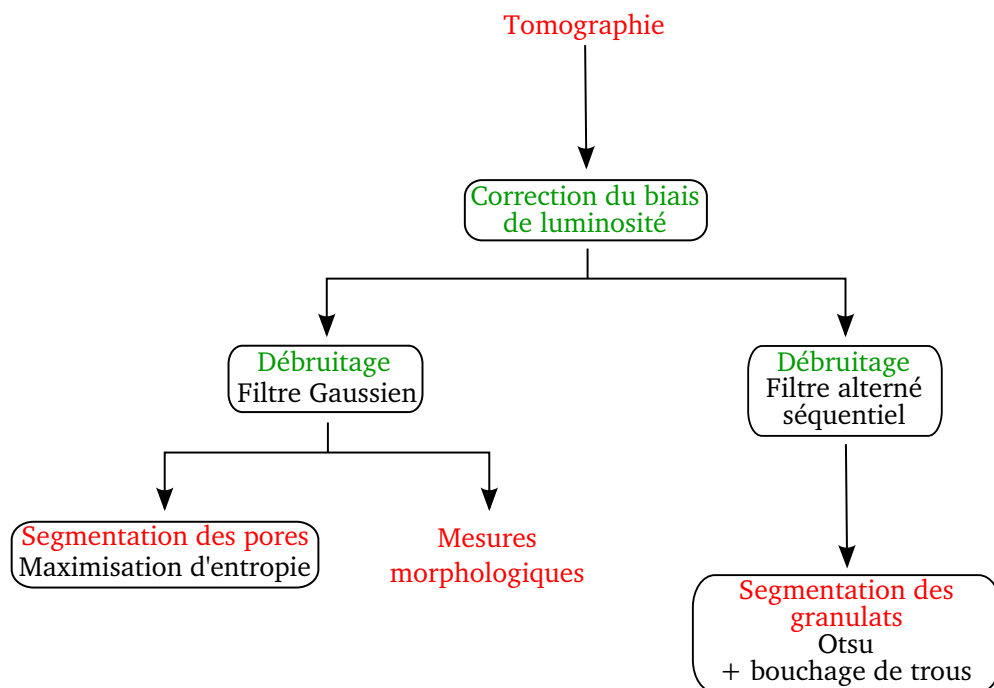 Tomographie
Correction du biais
de luminosité
Débruitage
Filtre Gaussien
Débruitage
Filtre alterné
séquentiel
Segmentation des pores
Maximisation d'entropie
Mesures
morphologiques
Segmentation des
granulats
Otsu
+ bouchage de trous